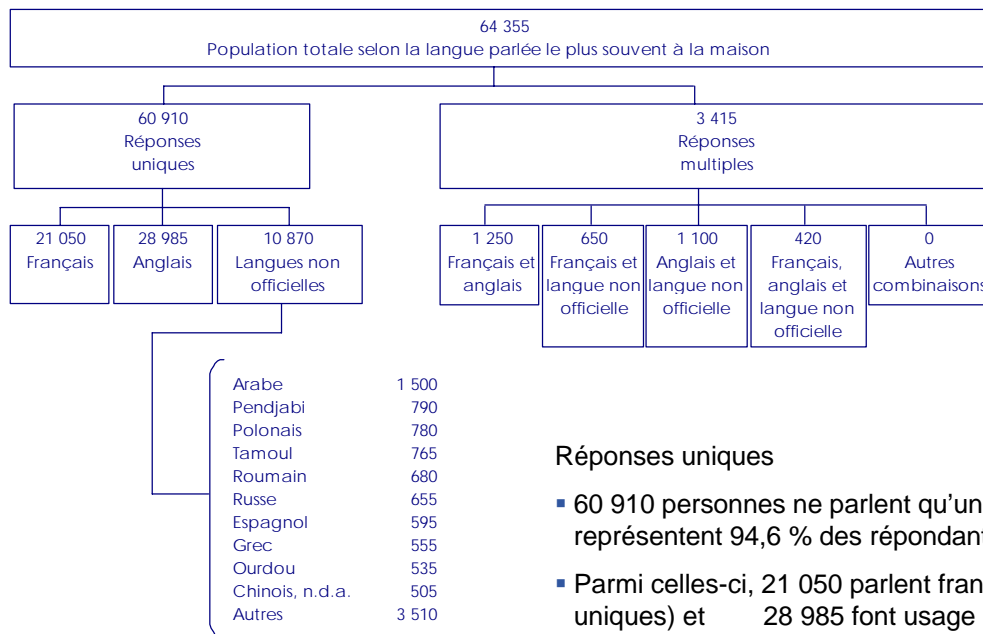 64 355
Population totale selon la langue parlée le plus souvent à la maison
60 910
Réponses
uniques
3 415
Réponses
multiples
21 050
Français
28 985
Anglais
10 870
Langues non
officielles
1 250
Français et
anglais
650
Français et
langue non
officielle
1 100
Anglais et
langue non
officielle
420
Français,
anglais et
langue non
officielle
0
Autres
combinaisons
Arabe 1 500
Pendjabi 790
Polonais 780
Tamoul 765
Roumain 680
Russe 655
Espagnol 595
Grec 555
Ourdou 535
Chinois, n.d.a. 505
Autres 3 510
Réponses uniques
▪ 60 910 personnes ne parlent qu'un
représentent 94,6 % des répondant
▪ Parmi celles-ci, 21 050 parlent fran
uniques) et 28 985 font usage